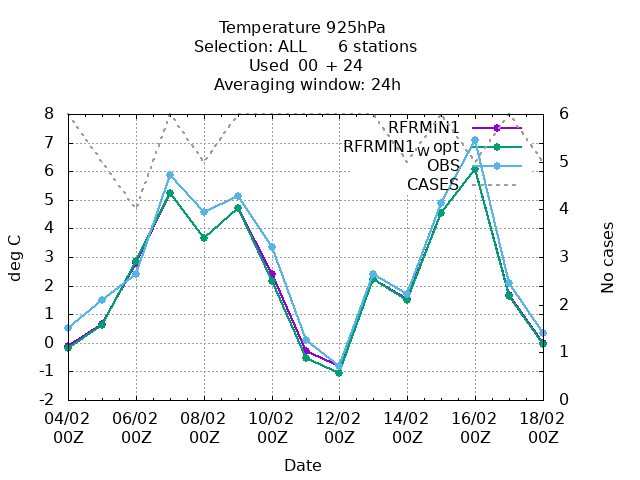 Temperature 925hPa
Selection: ALL      6 stations
Used  00  + 24
Averaging window: 24h
RFRMIN1
RFRMIN1_w opt
OBS
CASES
8
7
6
5
4
3
2
1
0
-1
-2
6
5
4
3
2
1
0
deg C
No cases
04/02 06/02 08/02 10/02 12/02 14/02 16/02 18/02
00Z 00Z 00Z 00Z 00Z 00Z 00Z 00Z
Date